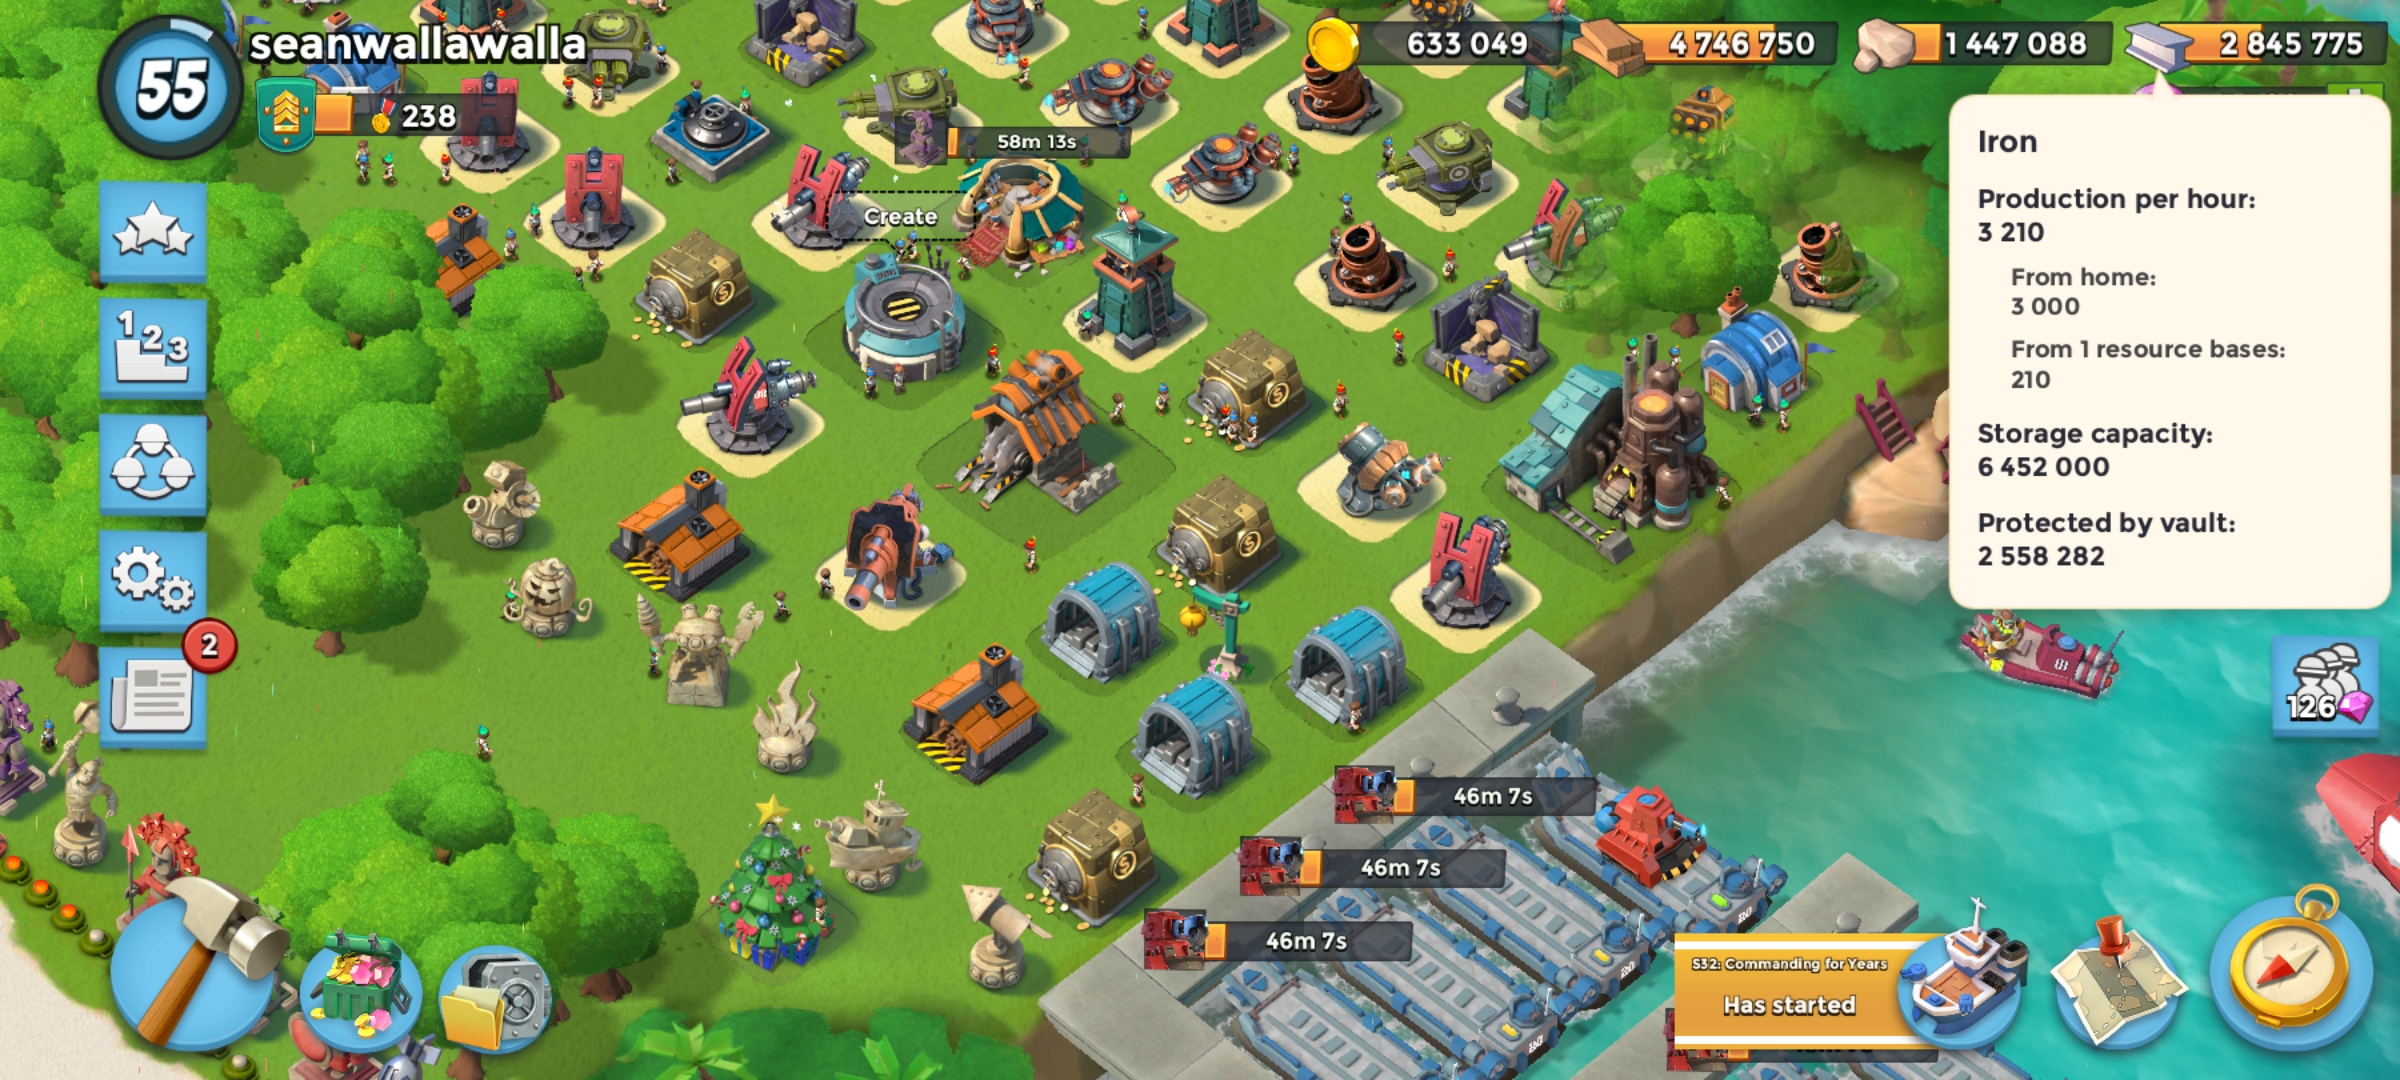 55
seanwallawalla
238
633 049
4 746 750
1 447 088
2 845 775
58m 13s
Create
Iron
Production per hour:
3 210
From home:
3 000
From 1 resource bases:
210
Storage capacity:
6 452 000
Protected by vault:
2 558 282
1 2 3
2
126
46m 7s
46m 7s
46m 7s
S32: Commanding for Years
Has started